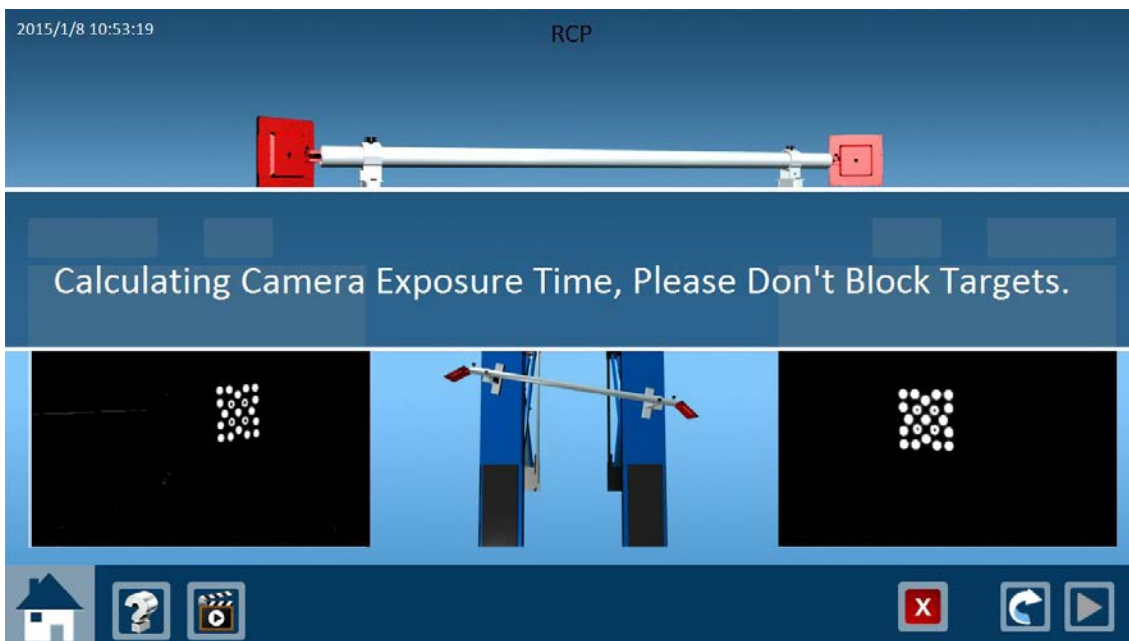 2015/1/8 10:53:19
RCP
Calculating Camera Exposure Time, Please Don't Block Targets.
X